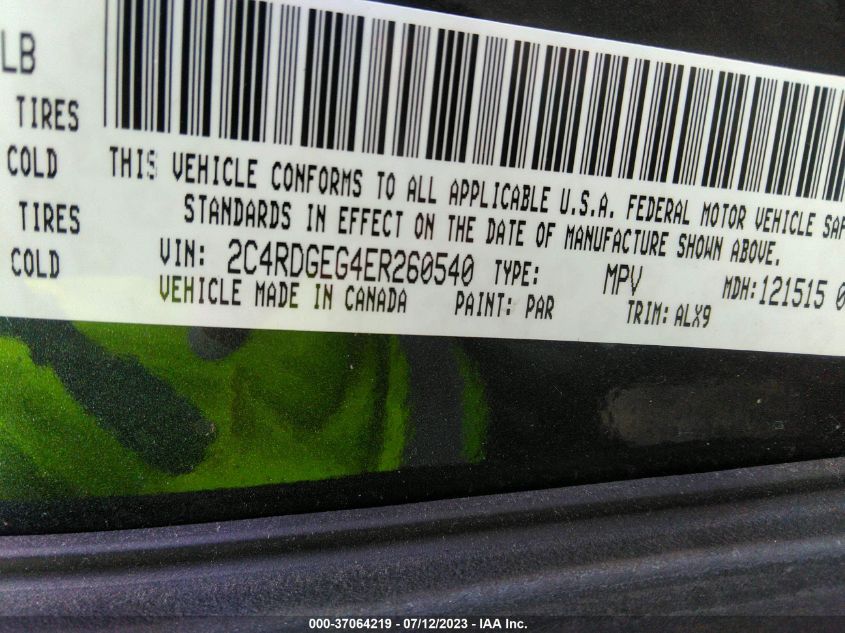 LB
TIRES
COLD
TIRES
COLD
THIS VEHICLE CONFORMS TO ALL APPLICABLE U.S.A. FEDERAL MOTOR VEHICLE SAF
STANDARDS IN EFFECT ON THE DATE OF MANUFACTURE SHOWN ABOVE.
VIN: 2C4RDGEG4ER260540 TYPE: MPV MDH:121515 0
VEHICLE MADE IN CANADA PAINT: PAR TRIM: ALX9
000-37064219 - 07/12/2023 - IAA Inc.